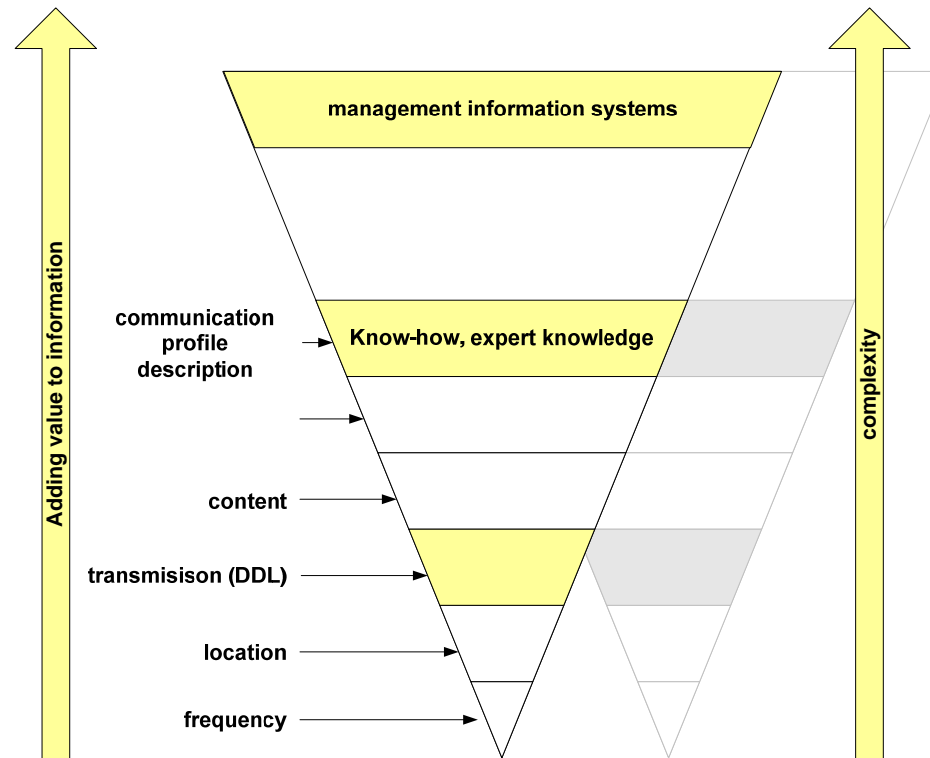 management information systems
Adding value to information
communication
profile
description
Know-how, expert knowledge
complexity
content
transmisison (DDL)
location
frequency